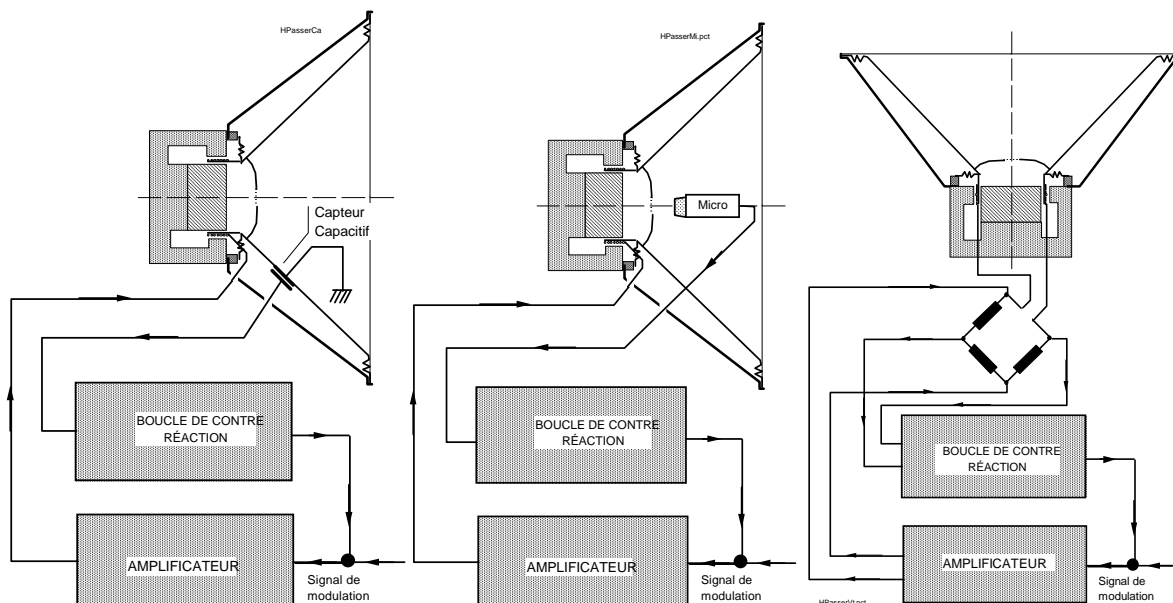 HPasserCa
Capteur
Capacitif
BOUCLE DE CONTRE
RÉACTION
AMPLIFICATEUR
Signal de
modulation
HPasserMi.pct
Micro
BOUCLE DE CONTRE
RÉACTION
AMPLIFICATEUR
Signal de
modulation
BOUCLE DE CONTRE
RÉACTION
AMPLIFICATEUR
Signal de
modulation